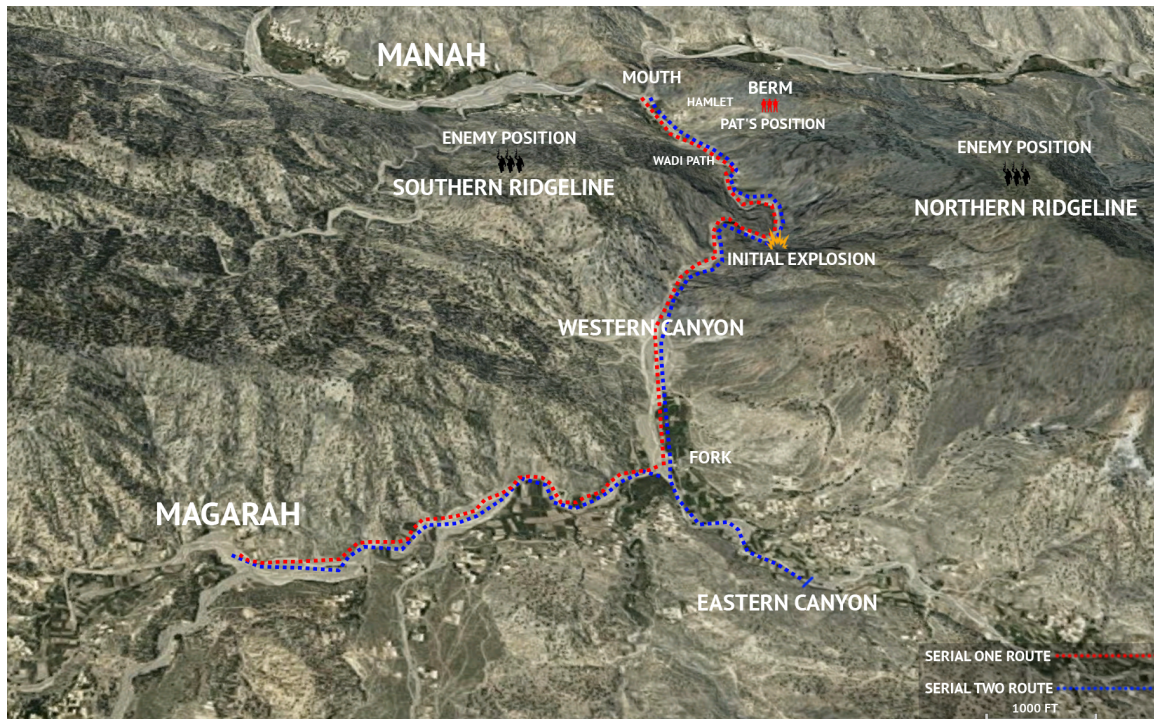 MANAH
MOUTH
BERM
HAMLET
PAT'S POSITION
ENEMY POSITION
SOUTHERN RIDGELINE
WADI PATH
ENEMY POSITION
NORTHERN RIDGELINE
INITIAL EXPLOSION
WESTERN CANYON
FORK
MAGARAH
EASTERN CANYON
SERIAL ONE ROUTE
SERIAL TWO ROUTE
1000 FT